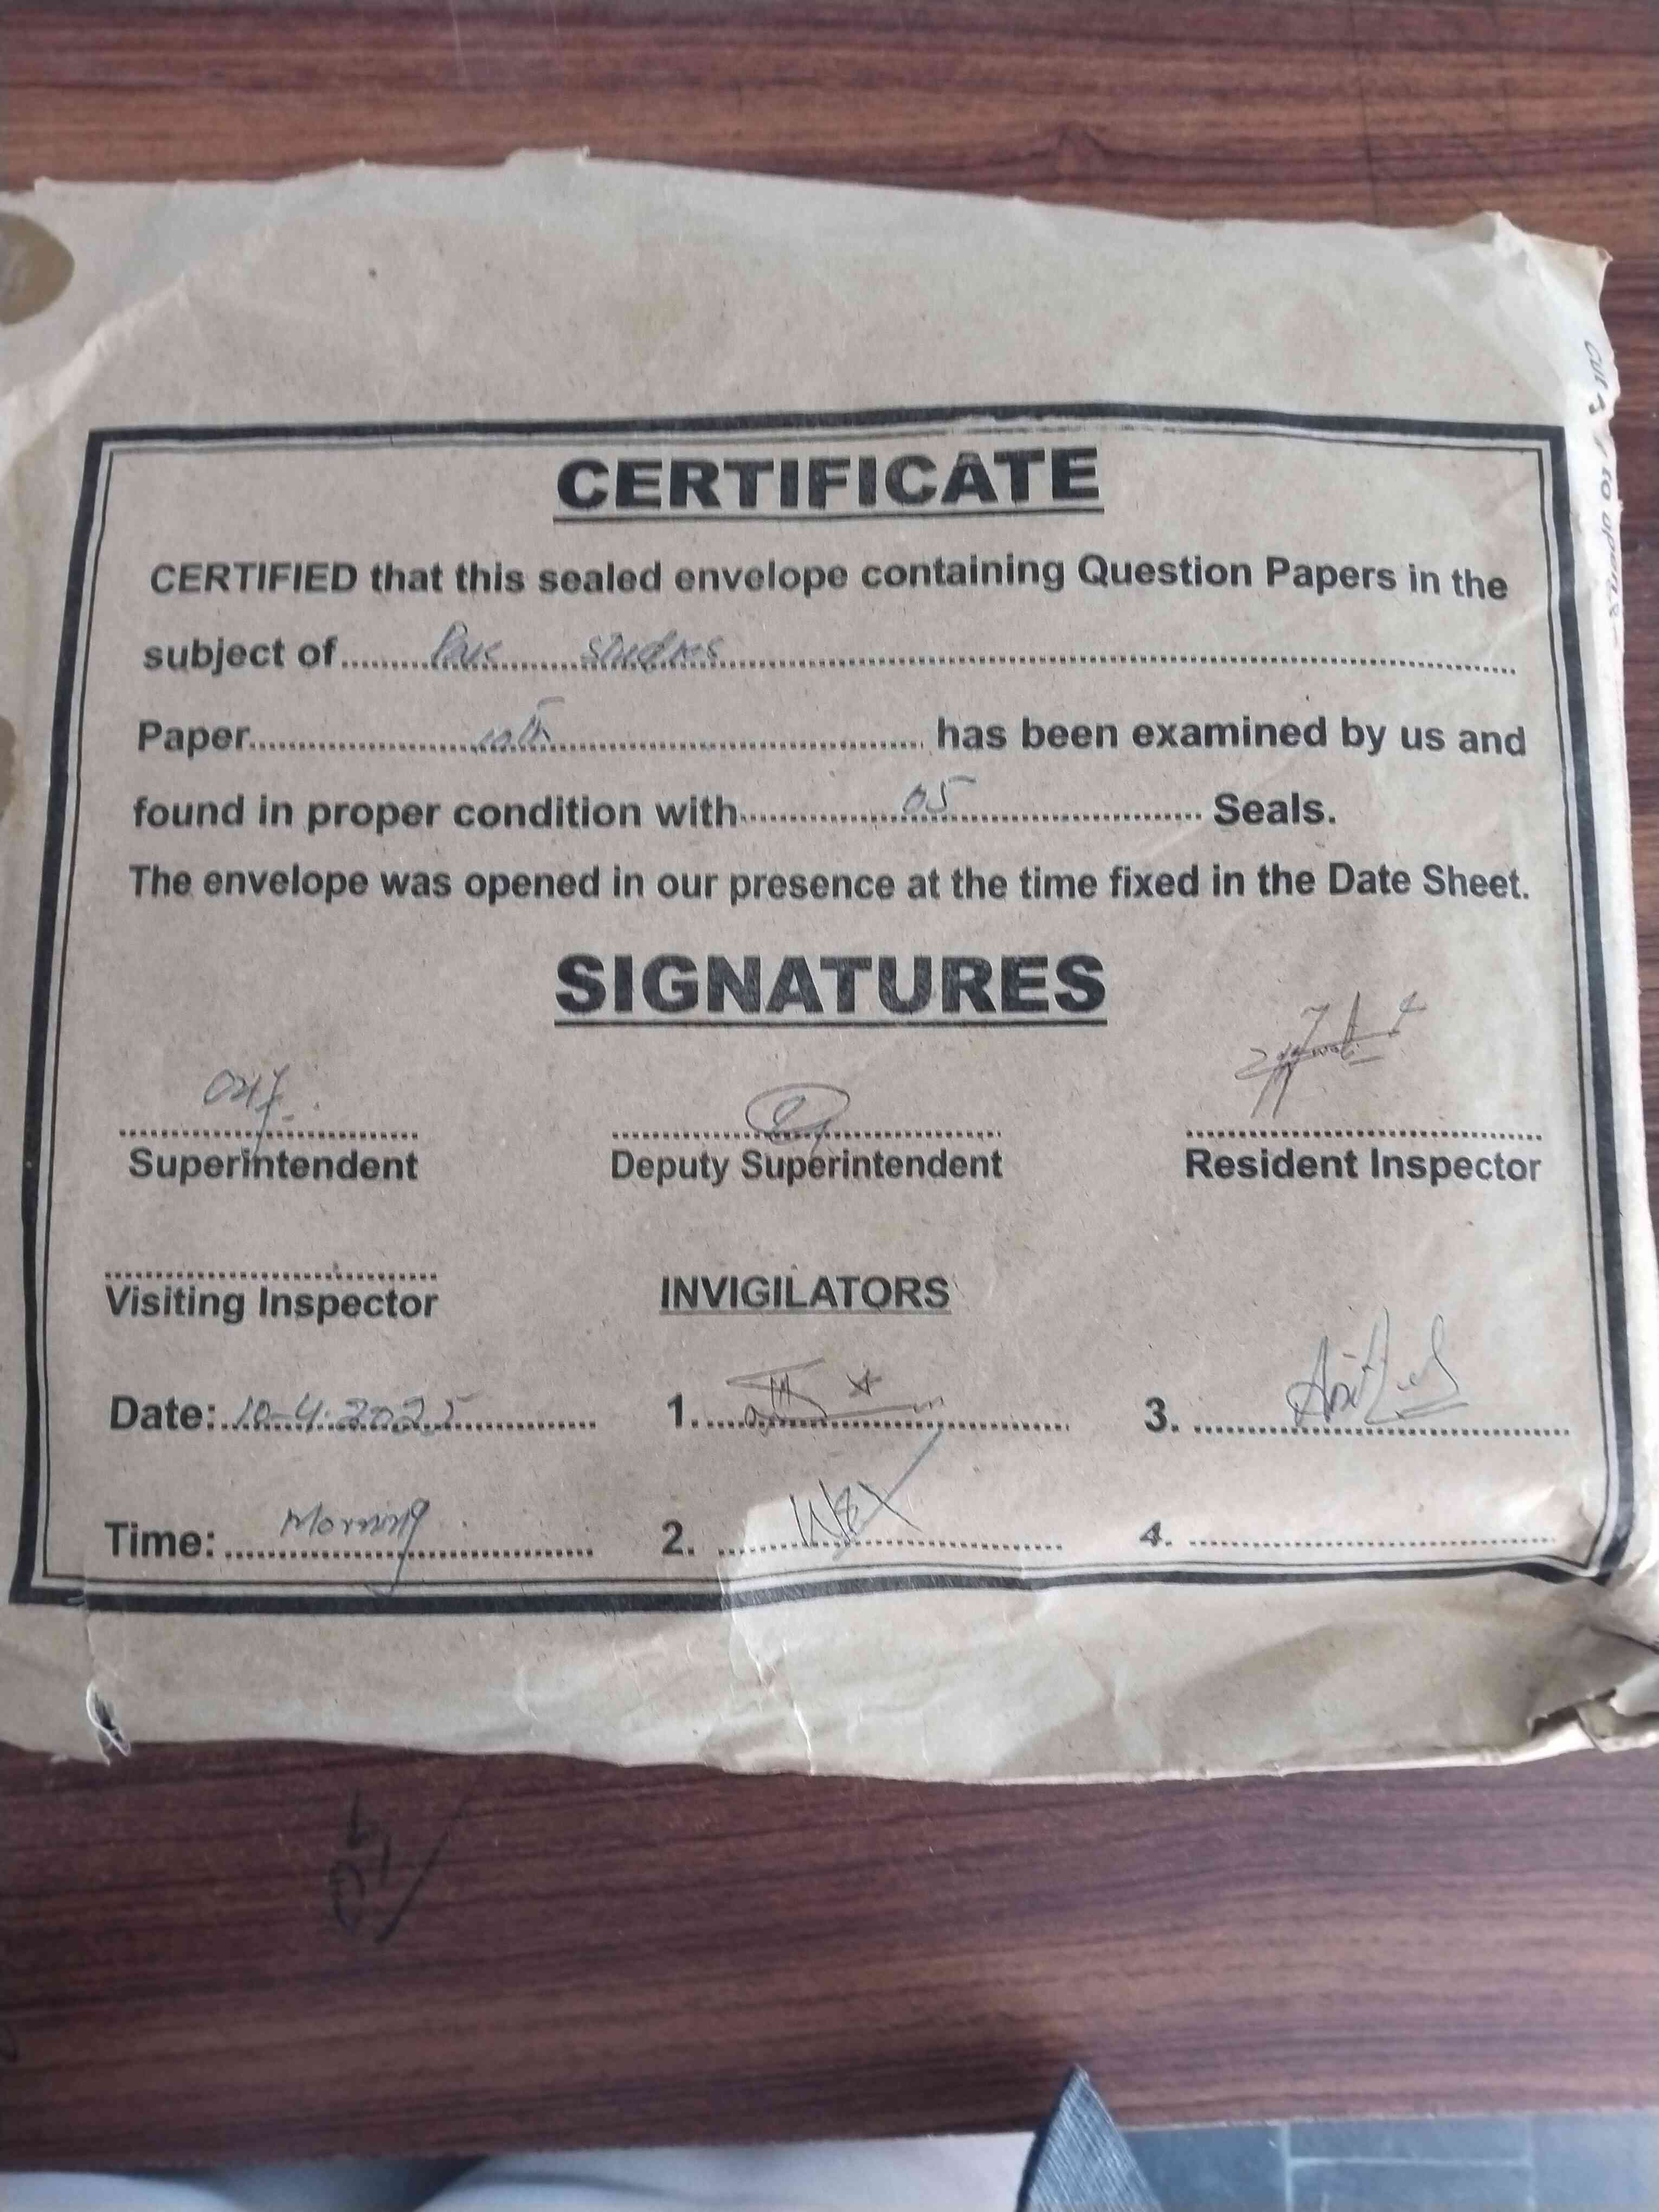 CERTIFICATE
CERTIFIED that this sealed envelope containing Question Papers in the
subject of Pak Studies
Paper 10th has been examined by us and
found in proper condition with 05 Seals.
The envelope was opened in our presence at the time fixed in the Date Sheet.
SIGNATURES
Superintendent Deputy Superintendent Resident Inspector
Visiting Inspector INVIGILATORS
Date: 10-4-2025 1. 3.
Time: Morning 2. 4.